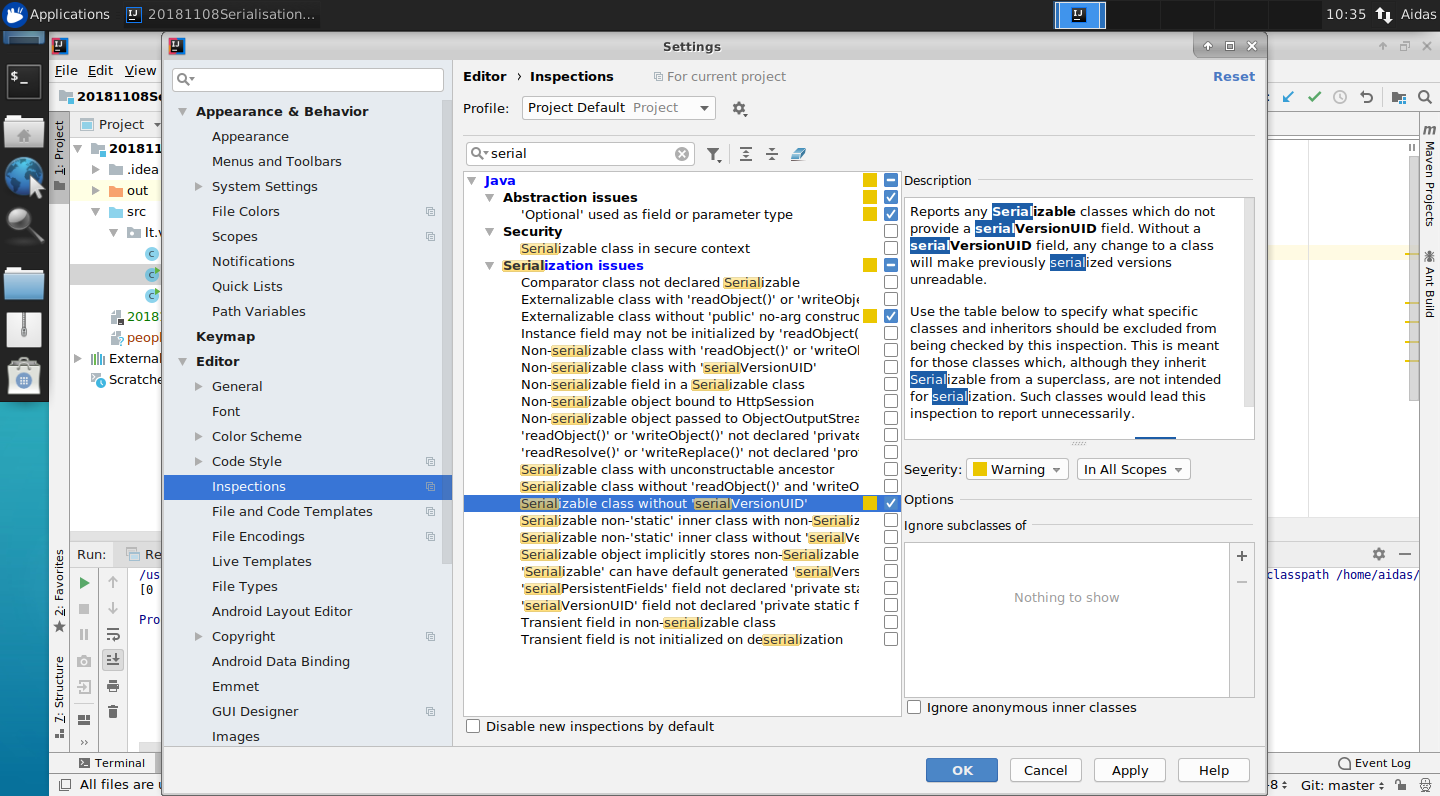 Applications
20181108Serialisation...
10:35
Aidas
Settings
File Edit View
20181108Se
1: Project
Project
201811
.idea
out
src
lt.v
20181
peopl
External
Scratche
Appearance & Behavior
Appearance
Menus and Toolbars
System Settings
File Colors
Scopes
Notifications
Quick Lists
Path Variables
Keymap
Editor
General
Font
Color Scheme
Code Style
Inspections
File and Code Templates
File Encodings
Live Templates
File Types
Android Layout Editor
Copyright
Android Data Binding
Emmet
GUI Designer
Images
Editor › Inspections
For current project
Reset
Profile:
Project Default Project
serial
Java
Abstraction issues
'Optional' used as field or parameter type
Security
Serializable class in secure context
Serialization issues
Comparator class not declared Serializable
Externalizable class with 'readObject()' or 'writeObje
Externalizable class without 'public' no-arg construc
Instance field may not be initialized by 'readObject(
Non-serializable class with 'readObject()' or 'writeOl
Non-serializable class with 'serialVersionUID'
Non-serializable field in a Serializable class
Non-serializable object bound to HttpSession
Non-serializable object passed to ObjectOutputStrea
'readObject()' or 'writeObject()' not declared 'private
'readResolve()' or 'writeReplace()' not declared 'pro
Serializable class with unconstructable ancestor
Serializable class without 'readObject()' and 'writeO
Serializable class without 'serialVersionUID'
Serializable non-'static' inner class with non-Serializ
Serializable non-'static' inner class without 'serialVe
Serializable object implicitly stores non-Serializable
'Serializable' can have default generated 'serialVers
'serialPersistentFields' field not declared 'private sta
'serialVersionUID' field not declared 'private static f
Transient field in non-serializable class
Transient field is not initialized on deserialization
Disable new inspections by default
Description
Reports any Serializable classes which do not
provide a serialVersionUID field. Without a
serialVersionUID field, any change to a class
will make previously serialized versions
unreadable.
Use the table below to specify what specific
classes and inheritors should be excluded from
being checked by this inspection. This is meant
for those classes which, although they inherit
Serializable from a superclass, are not intended
for serialization. Such classes would lead this
inspection to report unnecessarily.
Severity:
Warning
In All Scopes
Options
Ignore subclasses of
Nothing to show
Ignore anonymous inner classes
OK
Cancel
Apply
Help
Maven Projects
Ant Build
2: Favorites
7: Structure
Run:
Re
/us
[0
Pro
classpath /home/aidas/
Terminal
Event Log
All files are u
-8
Git: master